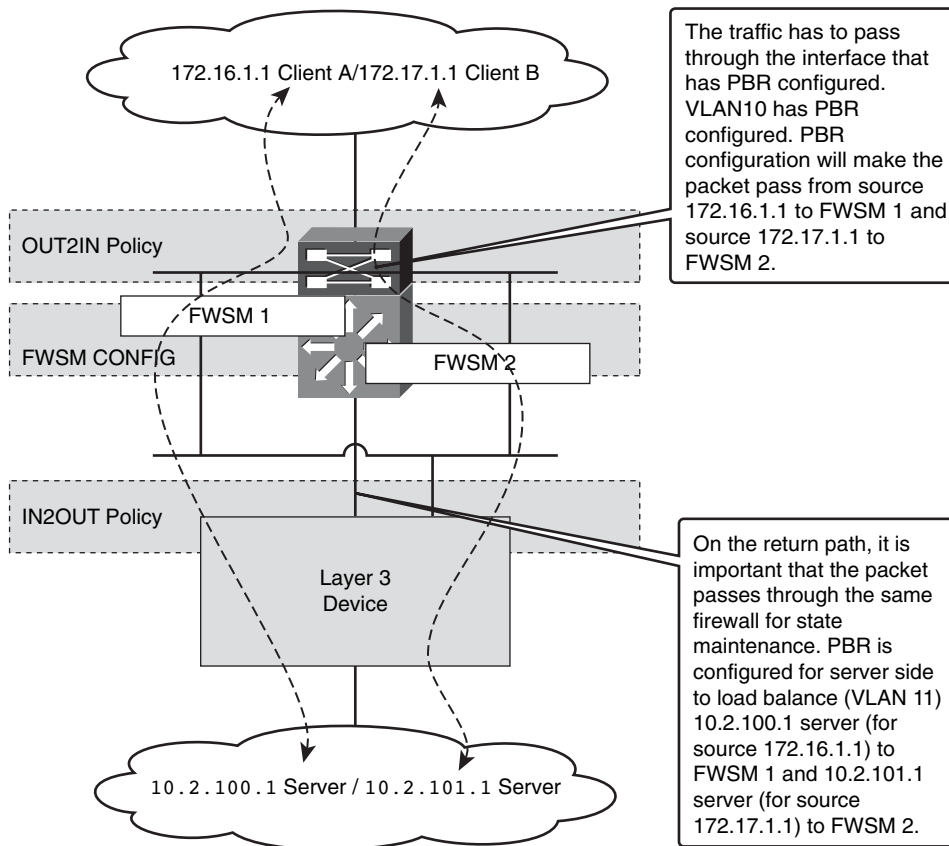 172.16.1.1 Client A/172.17.1.1 Client B
The traffic has to pass
through the interface that
has PBR configured.
VLAN10 has PBR
configured. PBR
configuration will make the
packet pass from source
172.16.1.1 to FWSM 1 and
source 172.17.1.1 to
FWSM 2.
OUT2IN Policy
FWSM 1
FWSM CONFIG
FWSM 2
IN2OUT Policy
Layer 3
Device
On the return path, it is
important that the packet
passes through the same
firewall for state
maintenance. PBR is
configured for server side
to load balance (VLAN 11)
10.2.100.1 server (for
source 172.16.1.1) to
FWSM 1 and 10.2.101.1
server (for source
172.17.1.1) to FWSM 2.
10.2.100.1 Server / 10.2.101.1 Server